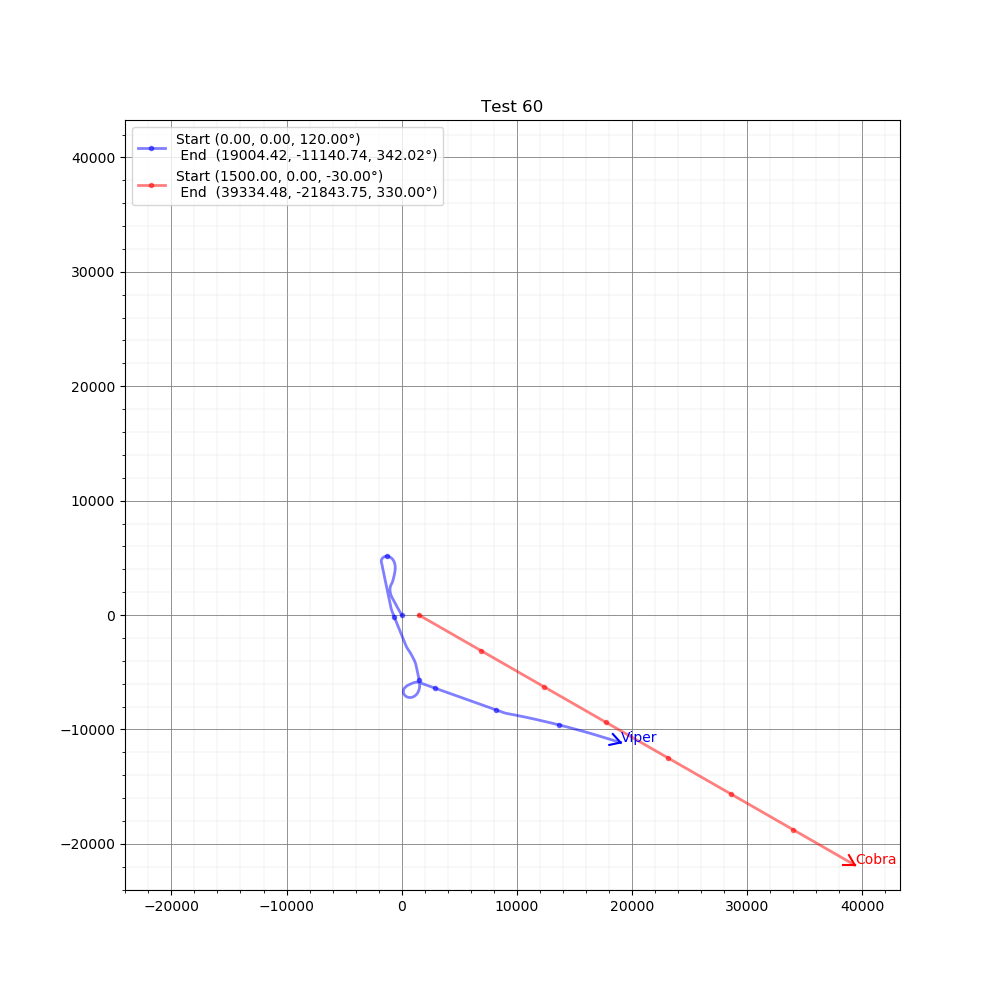 Test 60
Start (0.00, 0.00, 120.00°)
End  (19004.42, -11140.74, 342.02°)
Start (1500.00, 0.00, -30.00°)
End  (39334.48, -21843.75, 330.00°)
40000
30000
20000
10000
0
−10000
−20000
Viper
Cobra
−20000 −10000 0 10000 20000 30000 40000